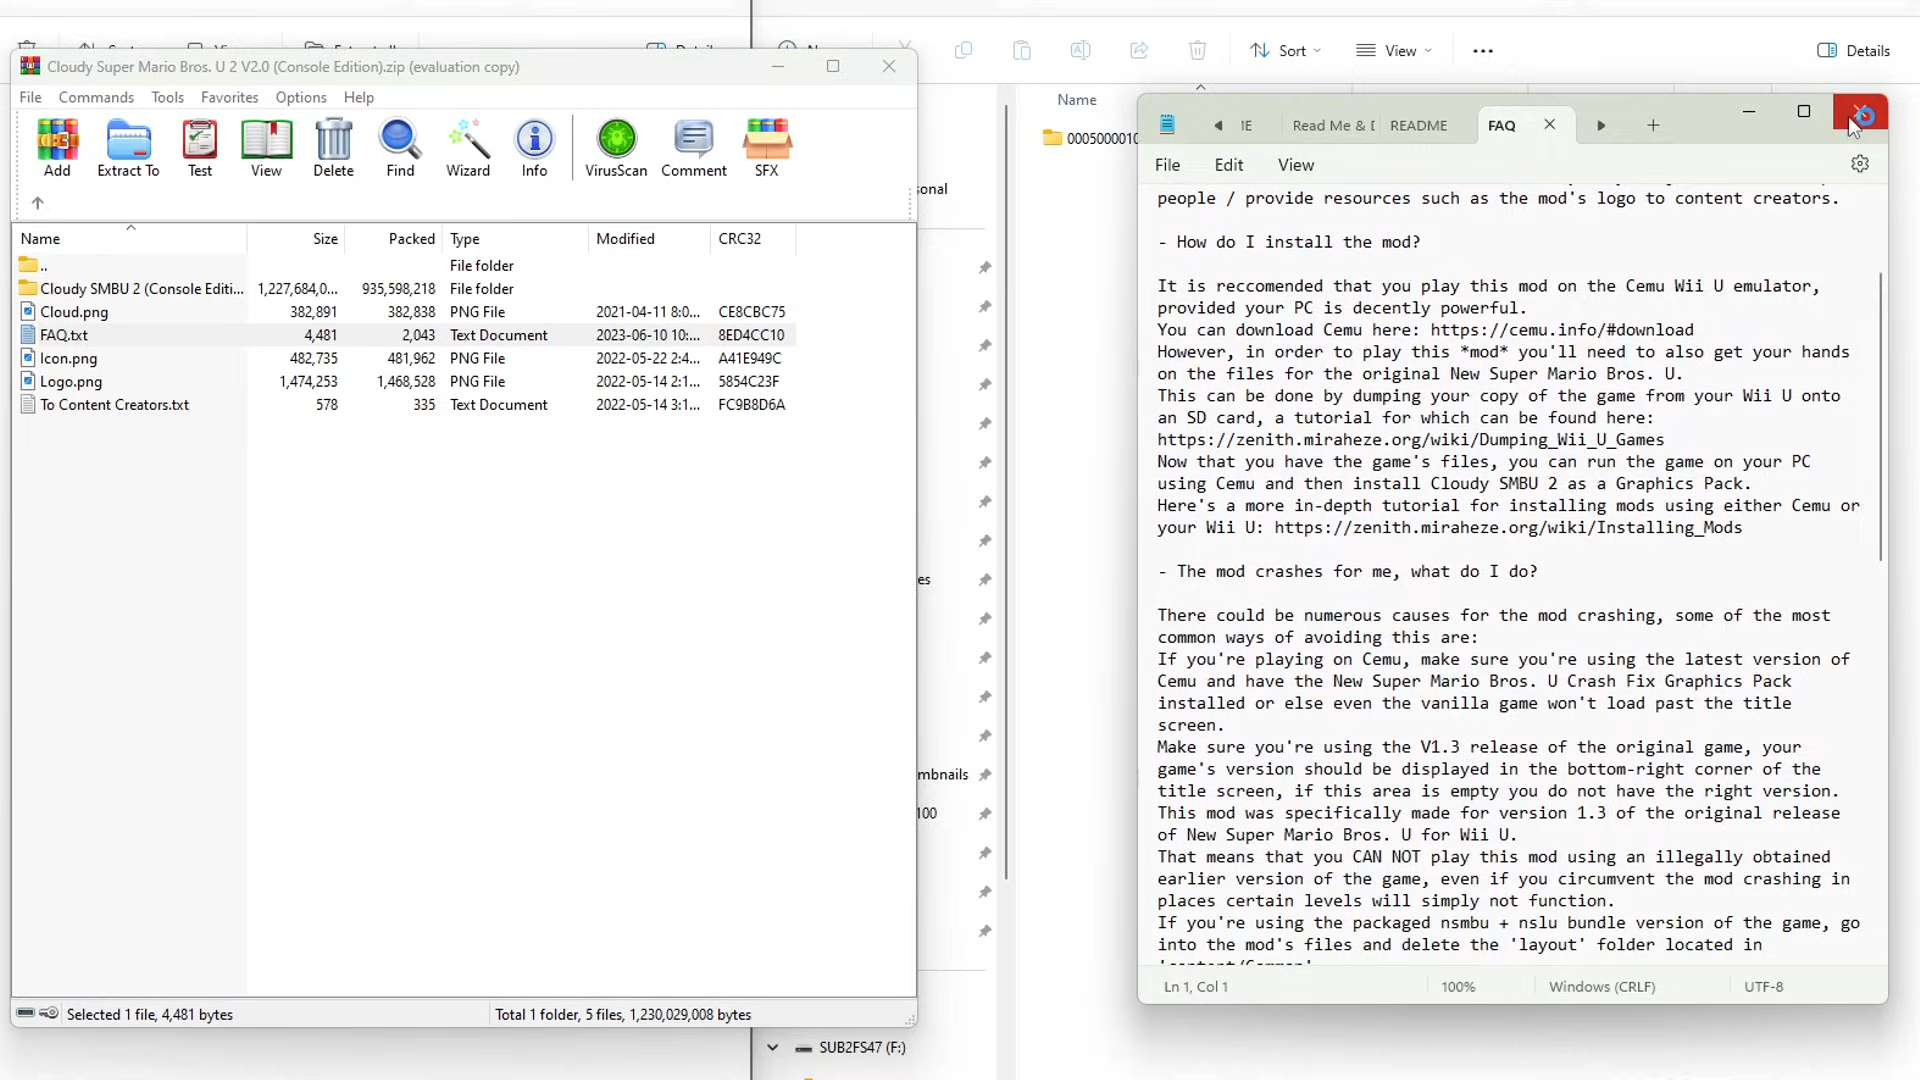 Sort
View
Details
Cloudy Super Mario Bros. U 2 V2.0 (Console Edition).zip (evaluation copy)
File Commands Tools Favorites Options Help
Add Extract To Test View Delete Find Wizard Info VirusScan Comment SFX
Name Size Packed Type Modified CRC32
.. File folder
Cloudy SMBU 2 (Console Editi... 1,227,684,0... 935,598,218 File folder
Cloud.png 382,891 382,838 PNG File 2021-04-11 8:0... CE8CBC75
FAQ.txt 4,481 2,043 Text Document 2023-06-10 10:... 8ED4CC10
Icon.png 482,735 481,962 PNG File 2022-05-22 2:4... A41E949C
Logo.png 1,474,253 1,468,528 PNG File 2022-05-14 2:1... 5854C23F
To Content Creators.txt 578 335 Text Document 2022-05-14 3:1... FC9B8D6A
Selected 1 file, 4,481 bytes
Total 1 folder, 5 files, 1,230,029,008 bytes
sonal
es
mbnails
100
SUB2FS47 (F:)
Name
0005000010
IE Read Me & README FAQ
File Edit View
people / provide resources such as the mod's logo to content creators.
- How do I install the mod?
It is reccomended that you play this mod on the Cemu Wii U emulator,
provided your PC is decently powerful.
You can download Cemu here: https://cemu.info/#download
However, in order to play this *mod* you'll need to also get your hands
on the files for the original New Super Mario Bros. U.
This can be done by dumping your copy of the game from your Wii U onto
an SD card, a tutorial for which can be found here:
https://zenith.miraheze.org/wiki/Dumping_Wii_U_Games
Now that you have the game's files, you can run the game on your PC
using Cemu and then install Cloudy SMBU 2 as a Graphics Pack.
Here's a more in-depth tutorial for installing mods using either Cemu or
your Wii U: https://zenith.miraheze.org/wiki/Installing_Mods
- The mod crashes for me, what do I do?
There could be numerous causes for the mod crashing, some of the most
common ways of avoiding this are:
If you're playing on Cemu, make sure you're using the latest version of
Cemu and have the New Super Mario Bros. U Crash Fix Graphics Pack
installed or else even the vanilla game won't load past the title
screen.
Make sure you're using the V1.3 release of the original game, your
game's version should be displayed in the bottom-right corner of the
title screen, if this area is empty you do not have the right version.
This mod was specifically made for version 1.3 of the original release
of New Super Mario Bros. U for Wii U.
That means that you CAN NOT play this mod using an illegally obtained
earlier version of the game, even if you circumvent the mod crashing in
places certain levels will simply not function.
If you're using the packaged nsmbu + nslu bundle version of the game, go
into the mod's files and delete the 'layout' folder located in
'content/Common'
Ln 1, Col 1 100% Windows (CRLF) UTF-8